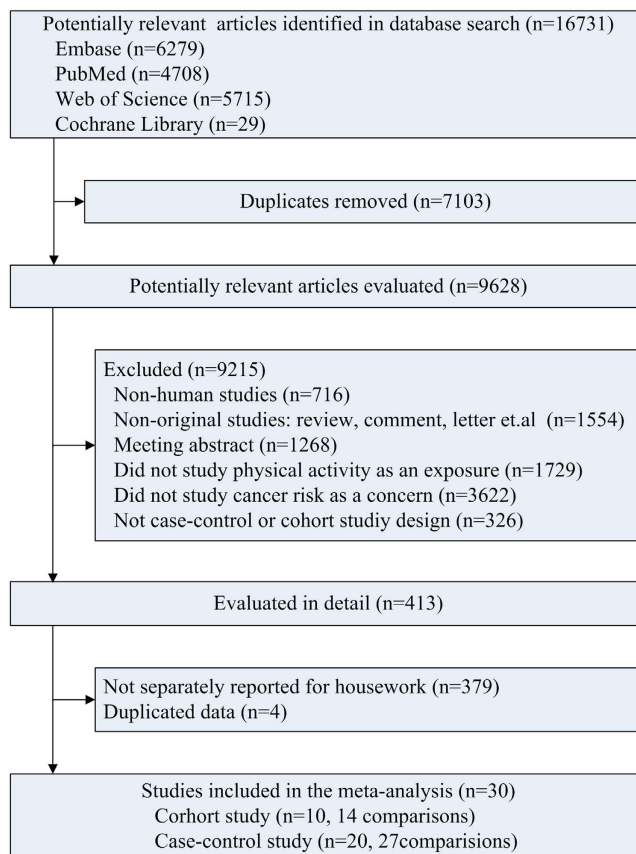 Potentially relevant articles identified in database search (n=16731)
Embase (n=6279)
PubMed (n=4708)
Web of Science (n=5715)
Cochrane Library (n=29)
Duplicates removed (n=7103)
Potentially relevant articles evaluated (n=9628)
Excluded (n=9215)
Non-human studies (n=716)
Non-original studies: review, comment, letter et.al (n=1554)
Meeting abstract (n=1268)
Did not study physical activity as an exposure (n=1729)
Did not study cancer risk as a concern (n=3622)
Not case-control or cohort studiy design (n=326)
Evaluated in detail (n=413)
Not separately reported for housework (n=379)
Duplicated data (n=4)
Studies included in the meta-analysis (n=30)
Corhort study (n=10, 14 comparisons)
Case-control study (n=20, 27comparisions)